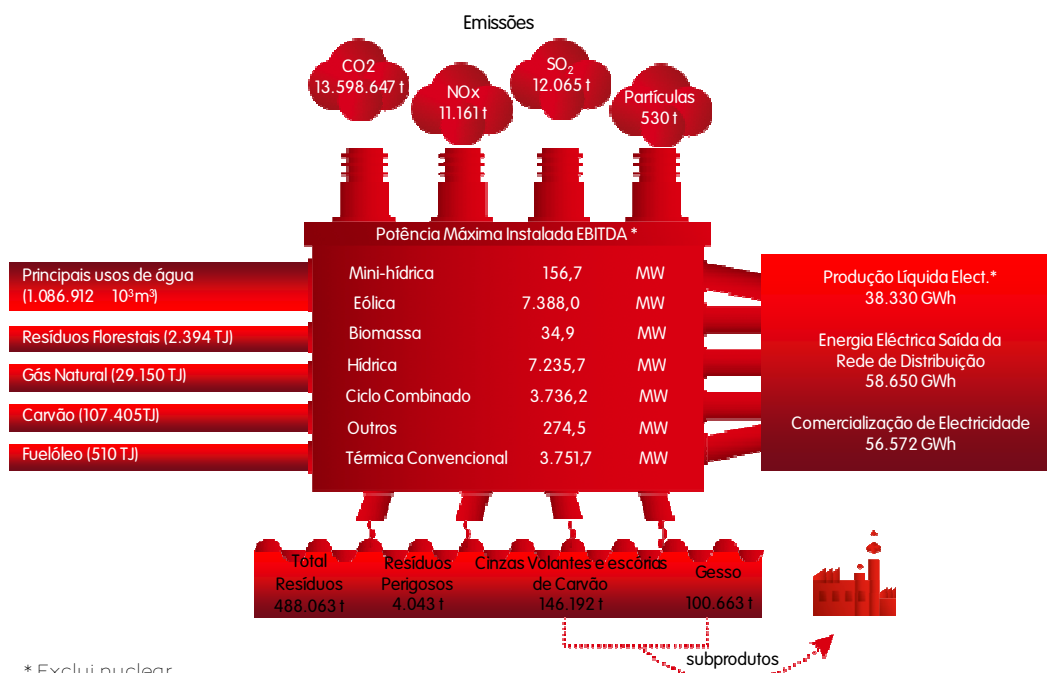 Emissões
CO2
13.598.647 t
NOx
11.161 t
SO₂
12.065 t
Partículas
530 t
Potência Máxima Instalada EBITDA *
Mini-hídrica 156,7 MW
Eólica 7.388,0 MW
Biomassa 34,9 MW
Hídrica 7.235,7 MW
Ciclo Combinado 3.736,2 MW
Outros 274,5 MW
Térmica Convencional 3.751,7 MW
Principais usos de água
(1.086.912 10³m³)
Resíduos Florestais (2.394 TJ)
Gás Natural (29.150 TJ)
Carvão (107.405TJ)
Fuelóleo (510 TJ)
Produção Líquida Elect.*
38.330 GWh
Energia Eléctrica Saída da
Rede de Distribuição
58.650 GWh
Comercialização de Electricidade
56.572 GWh
Total
Resíduos
488.063 t
Resíduos
Perigosos
4.043 t
Cinzas Volantes e escórias
de Carvão
146.192 t
Gesso
100.663 t
subprodutos
* Exclui nuclear